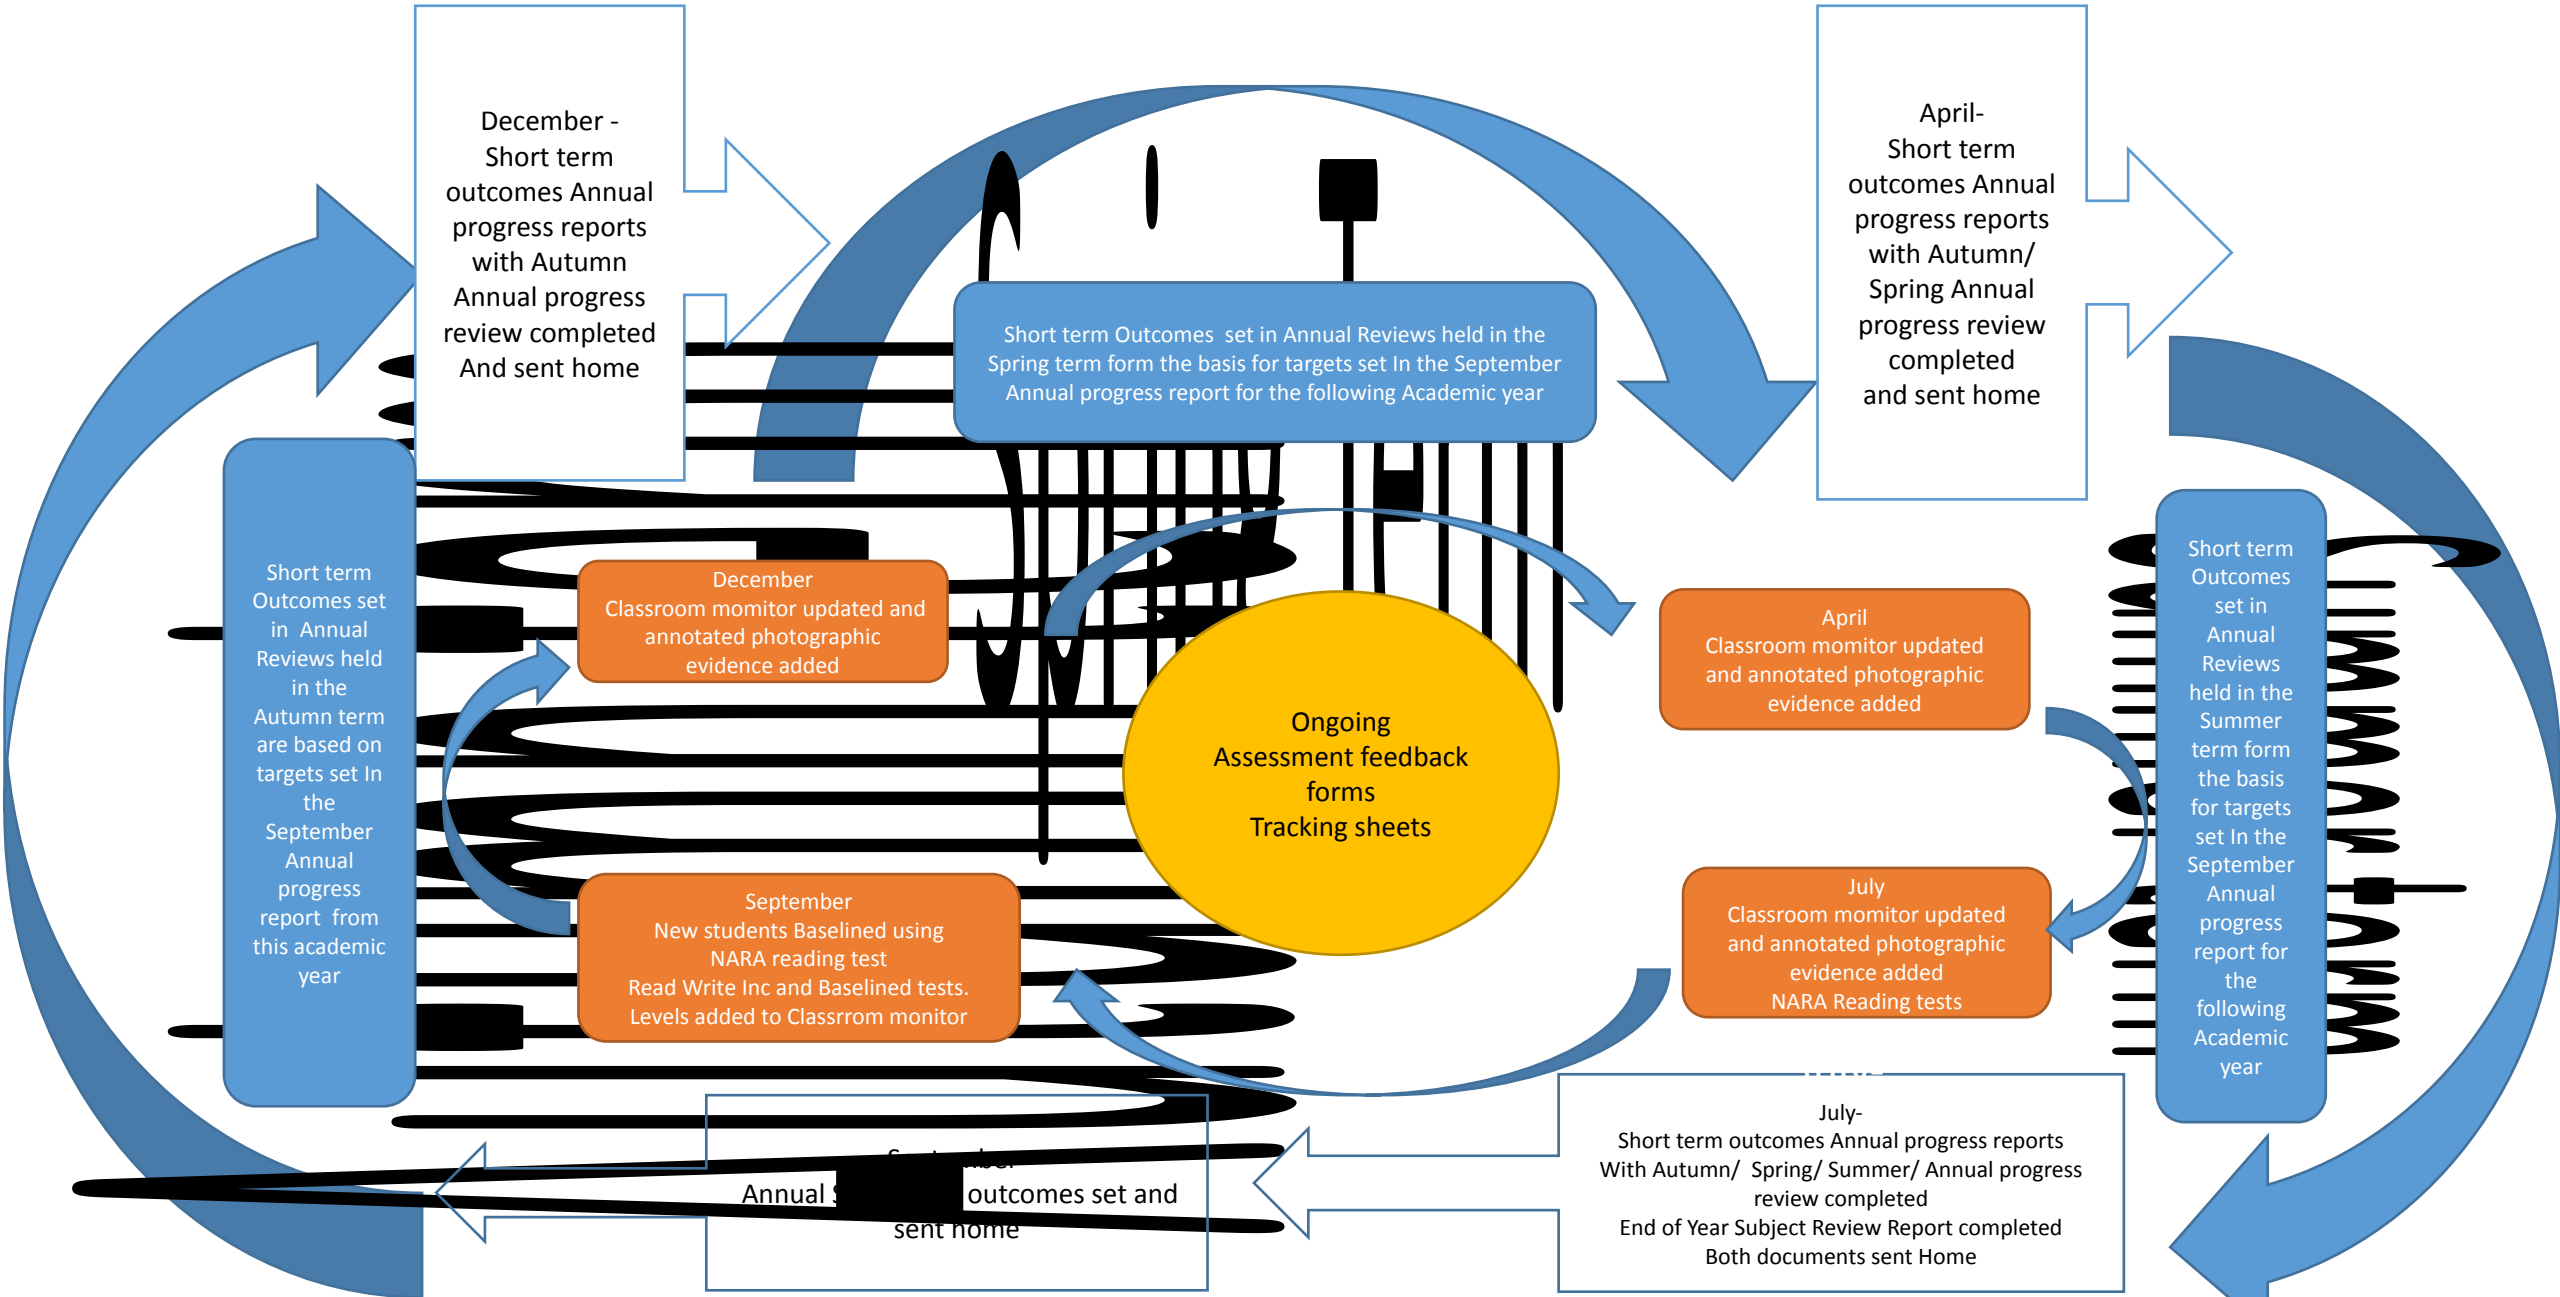 December -
Short term
outcomes Annual
progress reports
with Autumn
Annual progress
review completed
And sent home
April-
Short term
outcomes Annual
progress reports
with Autumn/
Spring Annual
progress review
completed
and sent home
Short term Outcomes set in Annual Reviews held in the
Spring term form the basis for targets set In the September
Annual progress report for the following Academic year
Short term
Outcomes set
in Annual
Reviews held
in the
Autumn term
are based on
targets set In
the
September
Annual
progress
report from
this academic
year
December
Classroom momitor updated and
annotated photographic
evidence added
April
Classroom momitor updated
and annotated photographic
evidence added
Short term
Outcomes
set in
Annual
Reviews
held in the
Summer
term form
the basis
for targets
set In the
September
Annual
progress
report for
the
following
Academic
year
Ongoing
Assessment feedback
forms
Tracking sheets
September
New students Baselined using
NARA reading test
Read Write Inc and Baselined tests.
Levels added to Classrrom monitor
July
Classroom momitor updated
and annotated photographic
evidence added
NARA Reading tests
September
Annual outcomes set and
sent home
July-
Short term outcomes Annual progress reports
With Autumn/ Spring/ Summer/ Annual progress
review completed
End of Year Subject Review Report completed
Both documents sent Home